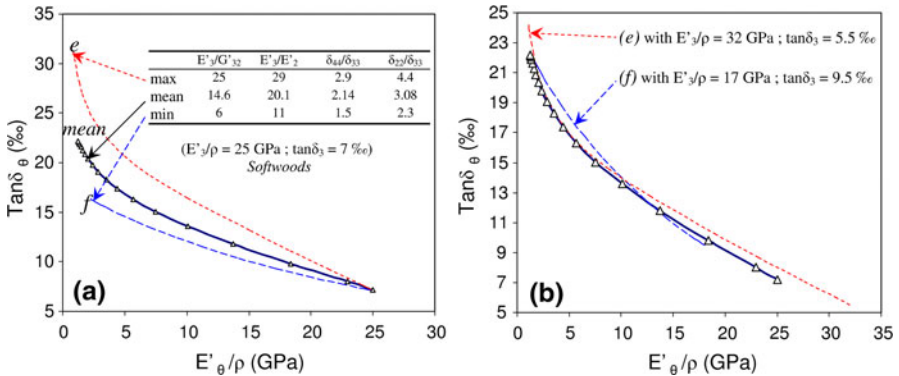 35
30
25
20
15
10
5
Tanδ θ (‰)
e
mean
f
E'3/G'32 E'3/E'2 δ44/δ33 δ22/δ33
max 25 29 2.9 4.4
mean 14.6 20.1 2.14 3.08
min 6 11 1.5 2.3
(E'3/ρ = 25 GPa ; tanδ3 = 7 ‰)
Softwoods
(a)
0 5 10 15 20 25 30
E'θ/ρ (GPa)
25
23
21
19
17
15
13
11
9
7
5
Tanδ θ (‰)
(e) with E'3/ρ = 32 GPa ; tanδ3 = 5.5 ‰
(f) with E'3/ρ = 17 GPa ; tanδ3 = 9.5 ‰
(b)
0 5 10 15 20 25 30 35
E'θ/ρ (GPa)